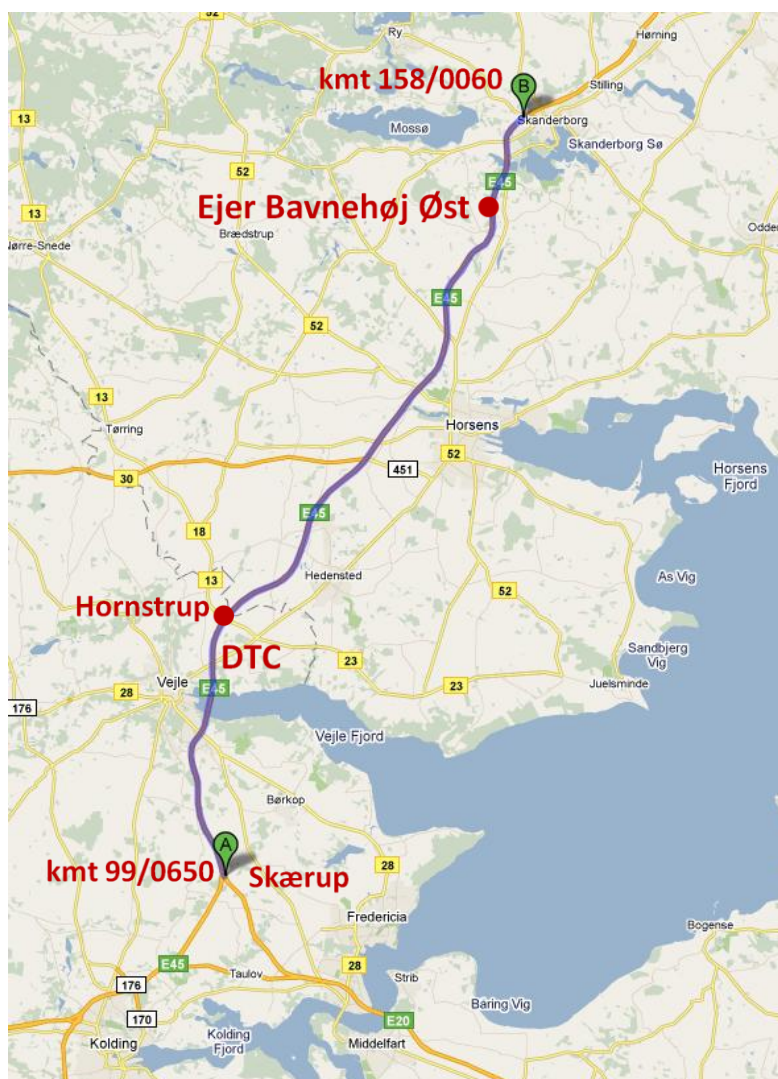 52
Ry
Hørning
kmt 158/0060
B
Stilling
13
Mossø
Skanderborg
Skanderborg Sø
52
E45
Ejer Bavnehøj Øst
13
Brædstrup
Odder
Nørre-Snede
E45
52
13
Tørring
Horsens
52
451
Horsens
Fjord
30
E45
18
13
Hedensted
As Vig
52
Hornstrup
Sandbjerg
Vig
DTC
23
Vejle
28
E45
23
Juelsminde
176
Vejle Fjord
Børkop
A
kmt 99/0650
Skærup
28
Fredericia
Bogense
E45
Taulov
28
Strib
176
170
Båring Vig
Kolding
Fjord
E20
Kolding
Middelfart